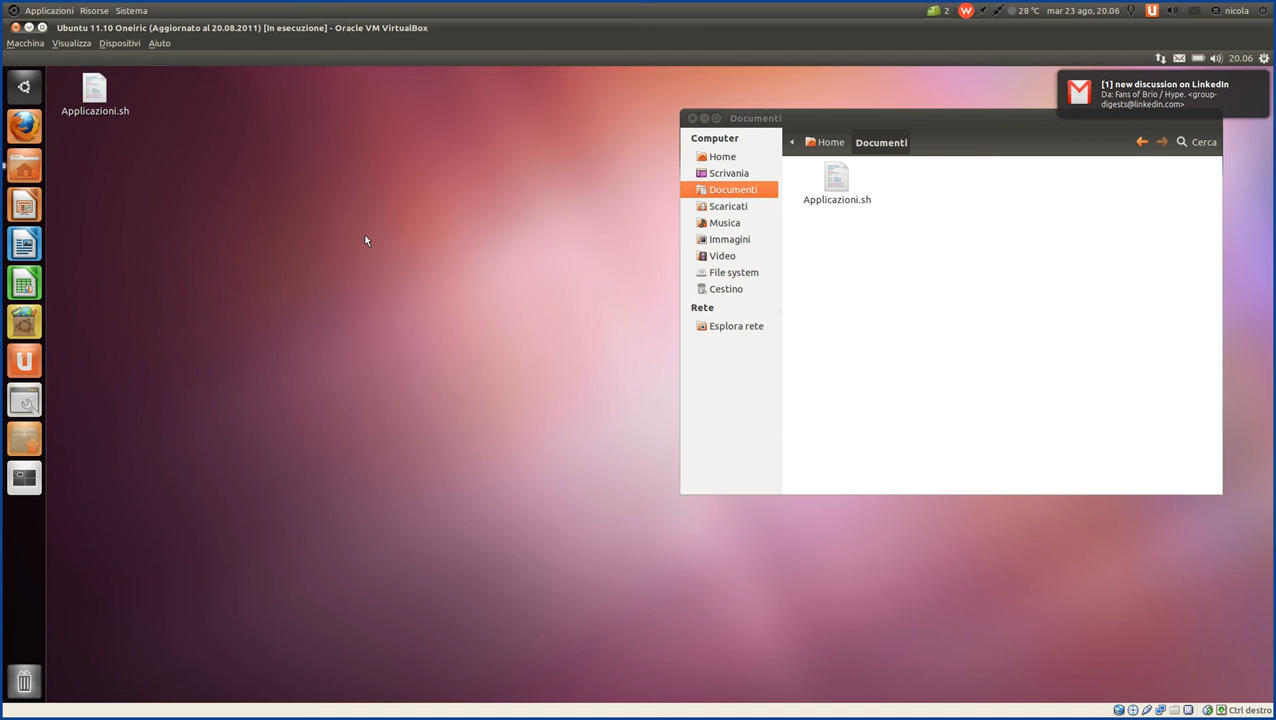 Applicazioni Risorse Sistema
2
28 °C
mar 23 ago, 20.06
nicola
Ubuntu 11.10 Oneiric (Aggiornato al 20.08.2011) [In esecuzione] - Oracle VM VirtualBox
Macchina Visualizza Dispositivi Aiuto
20.06
Applicazioni.sh
[1] new discussion on LinkedIn
Da: Fans of Brio / Hype. <group-
digests@linkedin.com>
Documenti
Computer
Home
Scrivania
Documenti
Scaricati
Musica
Immagini
Video
File system
Cestino
Rete
Esplora rete
Home Documenti Cerca
Applicazioni.sh
Ctrl destro